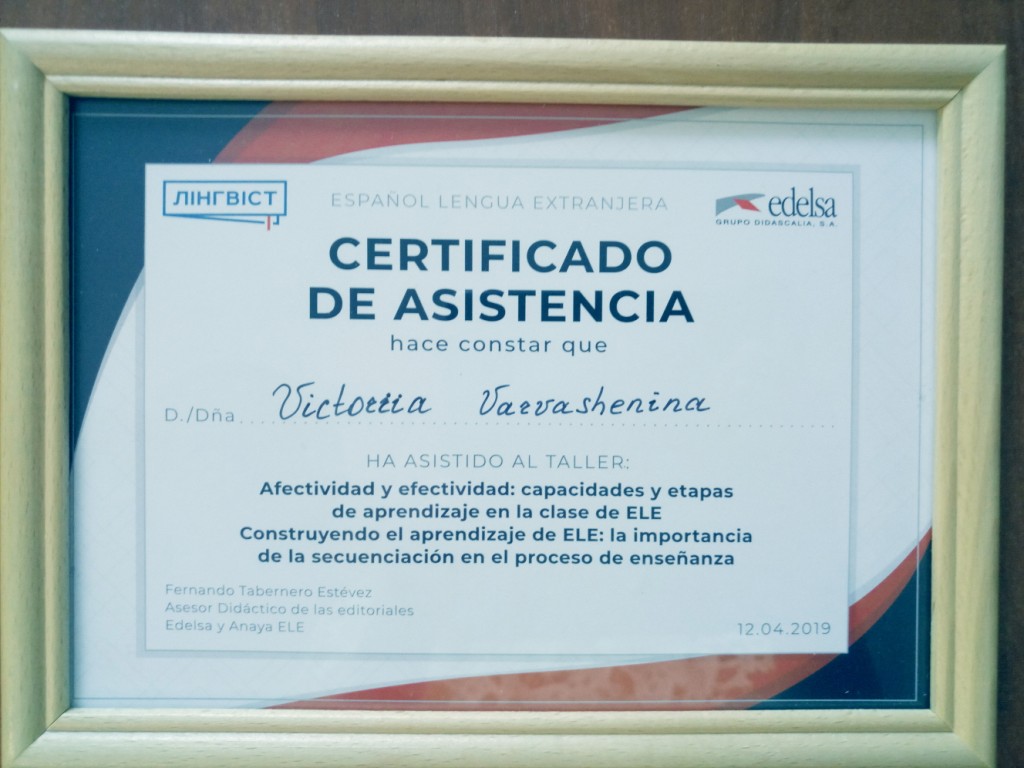 ЛІНГВІСТ
ESPAÑOL LENGUA EXTRANJERA
edelsa
GRUPO DIDASCALIA, S.A.
CERTIFICADO
DE ASISTENCIA
hace constar que
D./Dña. Victoriia Varvashenina
HA ASISTIDO AL TALLER:
Afectividad y efectividad: capacidades y etapas
de aprendizaje en la clase de ELE
Construyendo el aprendizaje de ELE: la importancia
de la secuenciación en el proceso de enseñanza
Fernando Tabernero Estévez
Asesor Didáctico de las editoriales
Edelsa y Anaya ELE
12.04.2019